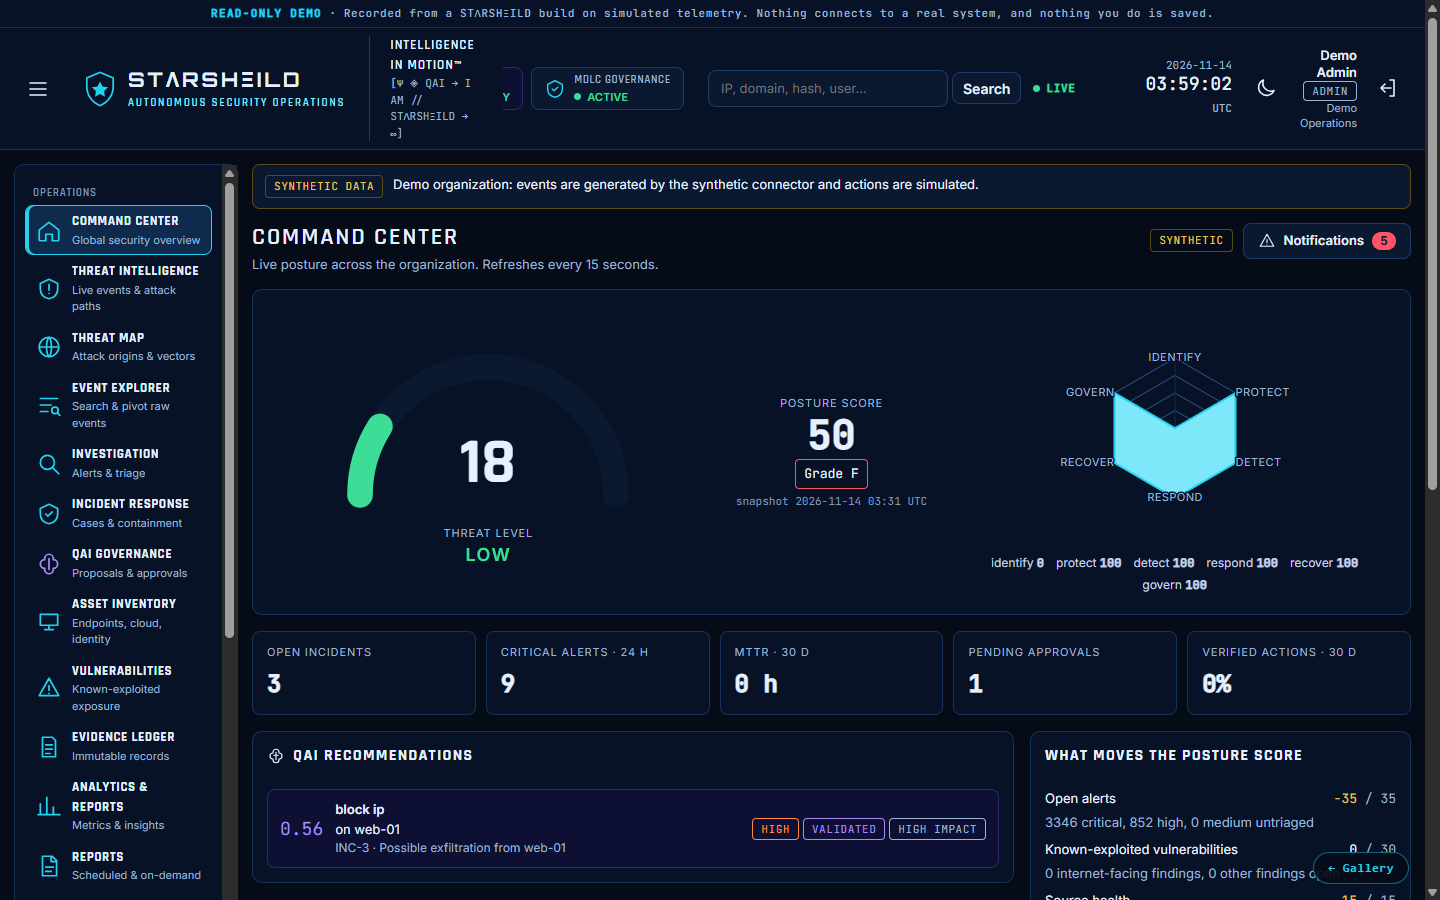 READ-ONLY DEMO · Recorded from a STΛRSHΞILD build on simulated telemetry. Nothing connects to a real system, and nothing you do is saved.
STΛRSHΞILD
AUTONOMOUS SECURITY OPERATIONS
INTELLIGENCE
IN MOTION™
[Ψ ◈ QAI → I
AM //
STΛRSHΞILD →
∞]
Y
MDLC GOVERNANCE
● ACTIVE
IP, domain, hash, user...
Search
● LIVE
2026-11-14
03:59:02
UTC
Demo
Admin
ADMIN
Demo
Operations
OPERATIONS
COMMAND CENTER
Global security overview
THREAT INTELLIGENCE
Live events & attack
paths
THREAT MAP
Attack origins & vectors
EVENT EXPLORER
Search & pivot raw
events
INVESTIGATION
Alerts & triage
INCIDENT RESPONSE
Cases & containment
QAI GOVERNANCE
Proposals & approvals
ASSET INVENTORY
Endpoints, cloud,
identity
VULNERABILITIES
Known-exploited
exposure
EVIDENCE LEDGER
Immutable records
ANALYTICS &
REPORTS
Metrics & insights
REPORTS
Scheduled & on-demand
SYNTHETIC DATA Demo organization: events are generated by the synthetic connector and actions are simulated.
COMMAND CENTER
Live posture across the organization. Refreshes every 15 seconds.
SYNTHETIC
Notifications 5
18
THREAT LEVEL
LOW
POSTURE SCORE
50
Grade F
snapshot 2026-11-14 03:31 UTC
IDENTIFY
GOVERN PROTECT
RECOVER DETECT
RESPOND
identify 0 protect 100 detect 100 respond 100 recover 100
govern 100
OPEN INCIDENTS
3
CRITICAL ALERTS · 24 H
9
MTTR · 30 D
0 h
PENDING APPROVALS
1
VERIFIED ACTIONS · 30 D
0%
QAI RECOMMENDATIONS
0.56
block ip
on web-01
INC-3 · Possible exfiltration from web-01
HIGH VALIDATED HIGH IMPACT
WHAT MOVES THE POSTURE SCORE
Open alerts -35 / 35
3346 critical, 852 high, 0 medium untriaged
Known-exploited vulnerabilities 0 / 30
0 internet-facing findings, 0 other findings
← Gallery
Source health -15 / 15